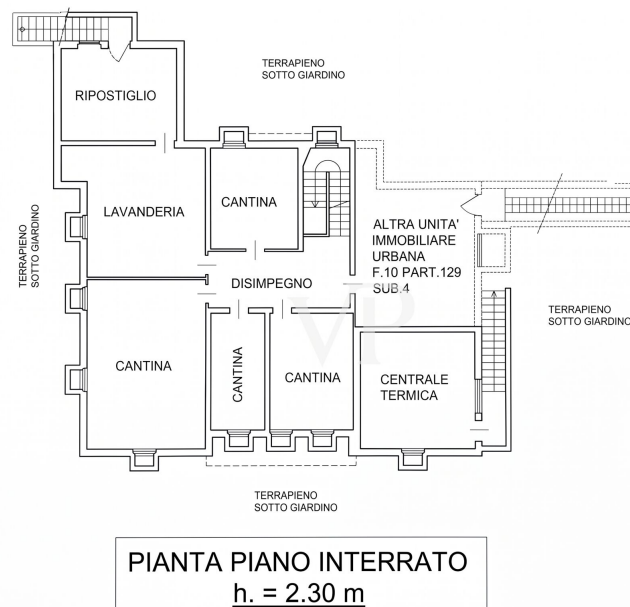 TERRAPIENO
SOTTO GIARDINO
RIPOSTIGLIO
LAVANDERIA
CANTINA
ALTRA UNITA'
IMMOBILIARE
URBANA
F.10 PART.129
SUB.4
TERRAPIENO
SOTTO GIARDINO
DISIMPEGNO
VP
TERRAPIENO
SOTTO GIARDINO
CANTINA
CANTINA
CANTINA
CENTRALE
TERMICA
TERRAPIENO
SOTTO GIARDINO
PIANTA PIANO INTERRATO
h. = 2.30 m